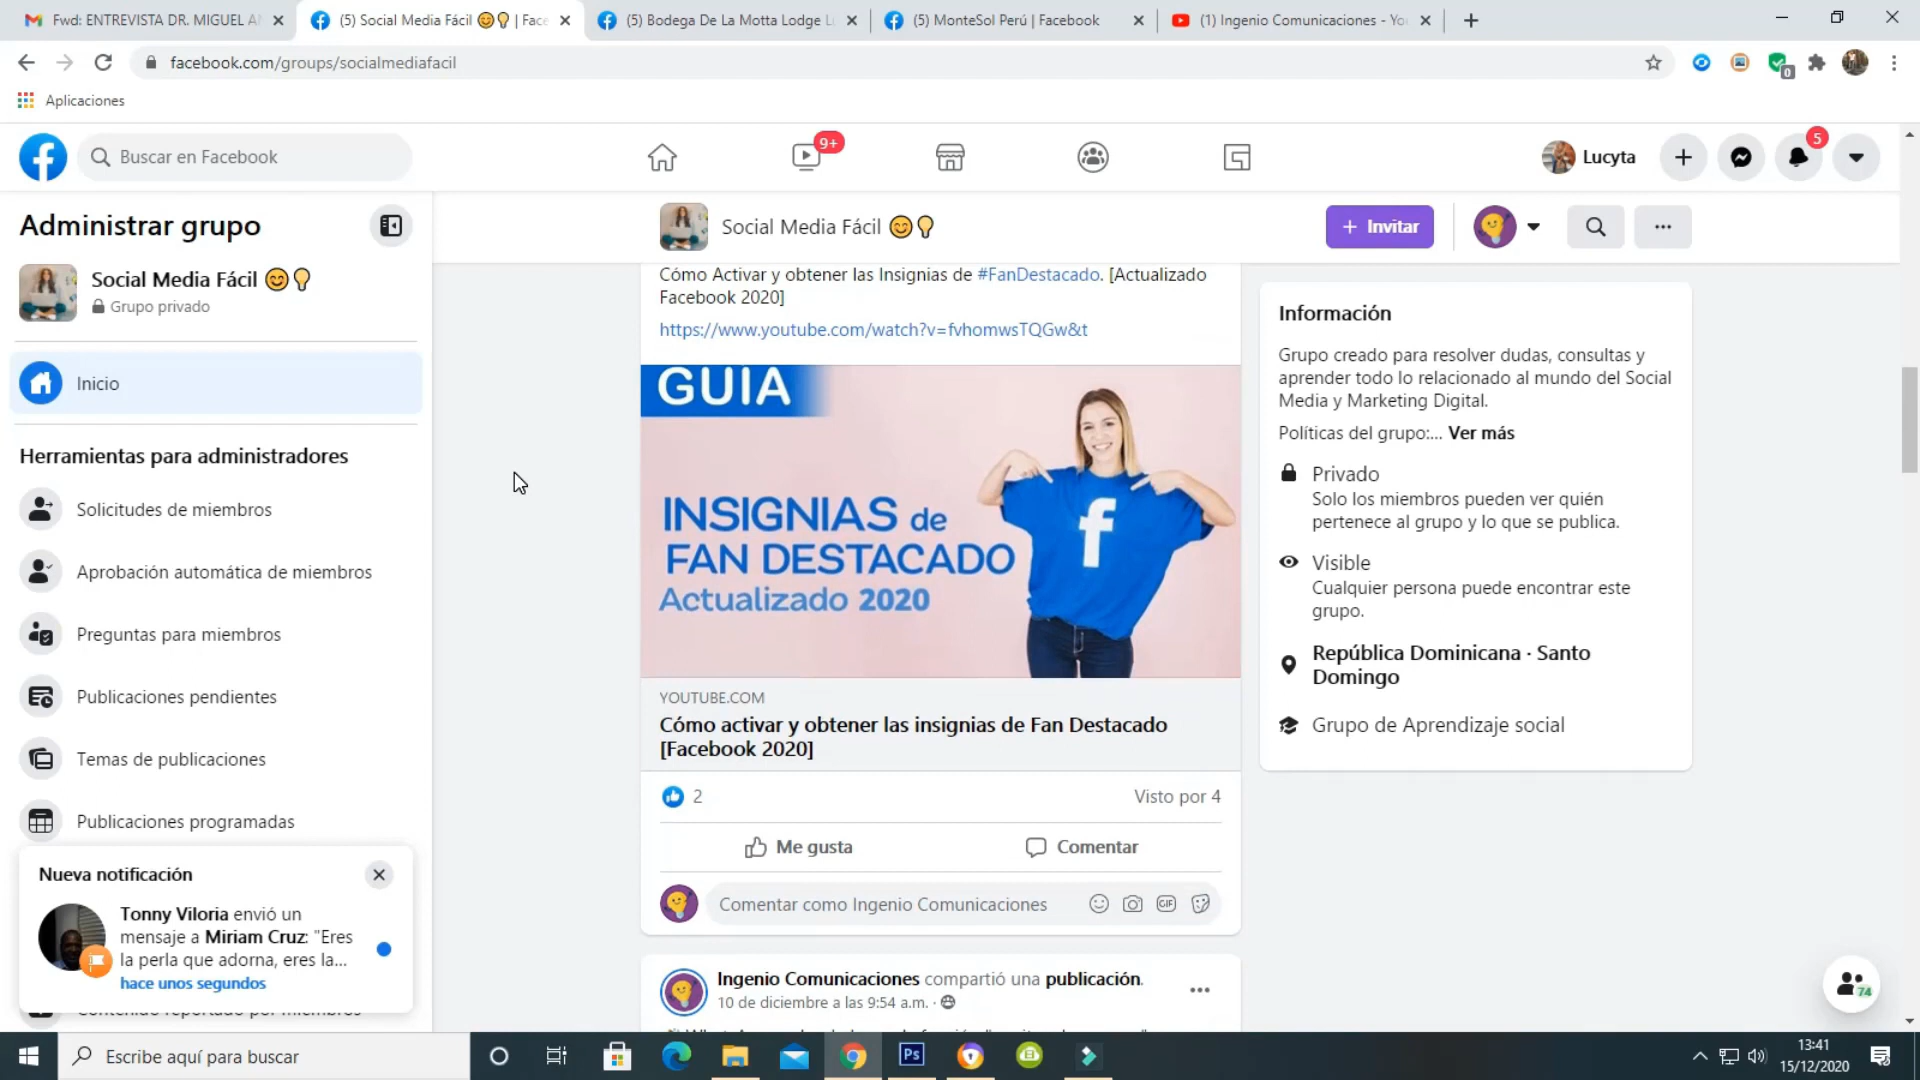 Fwd: ENTREVISTA DR. MIGUEL A
(5) Social Media Fácil 😊💡 | Face
(5) Bodega De La Motta Lodge L
(5) MonteSol Perú | Facebook
(1) Ingenio Comunicaciones - Yo
facebook.com/groups/socialmediafacil
0
Aplicaciones
Buscar en Facebook
9+
Lucyta
5
Administrar grupo
Social Media Fácil 😊💡
Grupo privado
Inicio
Herramientas para administradores
Solicitudes de miembros
Aprobación automática de miembros
Preguntas para miembros
Publicaciones pendientes
Temas de publicaciones
Publicaciones programadas
Contenido reportado por miembros
Nueva notificación
Tonny Viloria envió un
mensaje a Miriam Cruz: "Eres
la perla que adorna, eres la...
hace unos segundos
Social Media Fácil 😊💡
+ Invitar
Cómo Activar y obtener las Insignias de #FanDestacado. [Actualizado
Facebook 2020]
https://www.youtube.com/watch?v=fvhomwsTQGw&t
GUIA
INSIGNIAS de
FAN DESTACADO
Actualizado 2020
f
YOUTUBE.COM
Cómo activar y obtener las insignias de Fan Destacado
[Facebook 2020]
2
Visto por 4
Me gusta
Comentar
Comentar como Ingenio Comunicaciones
GIF
Ingenio Comunicaciones compartió una publicación.
10 de diciembre a las 9:54 a.m. ·
Información
Grupo creado para resolver dudas, consultas y
aprender todo lo relacionado al mundo del Social
Media y Marketing Digital.
Políticas del grupo:... Ver más
Privado
Solo los miembros pueden ver quién
pertenece al grupo y lo que se publica.
Visible
Cualquier persona puede encontrar este
grupo.
República Dominicana · Santo
Domingo
Grupo de Aprendizaje social
74
Escribe aquí para buscar
Ps
13:41
15/12/2020